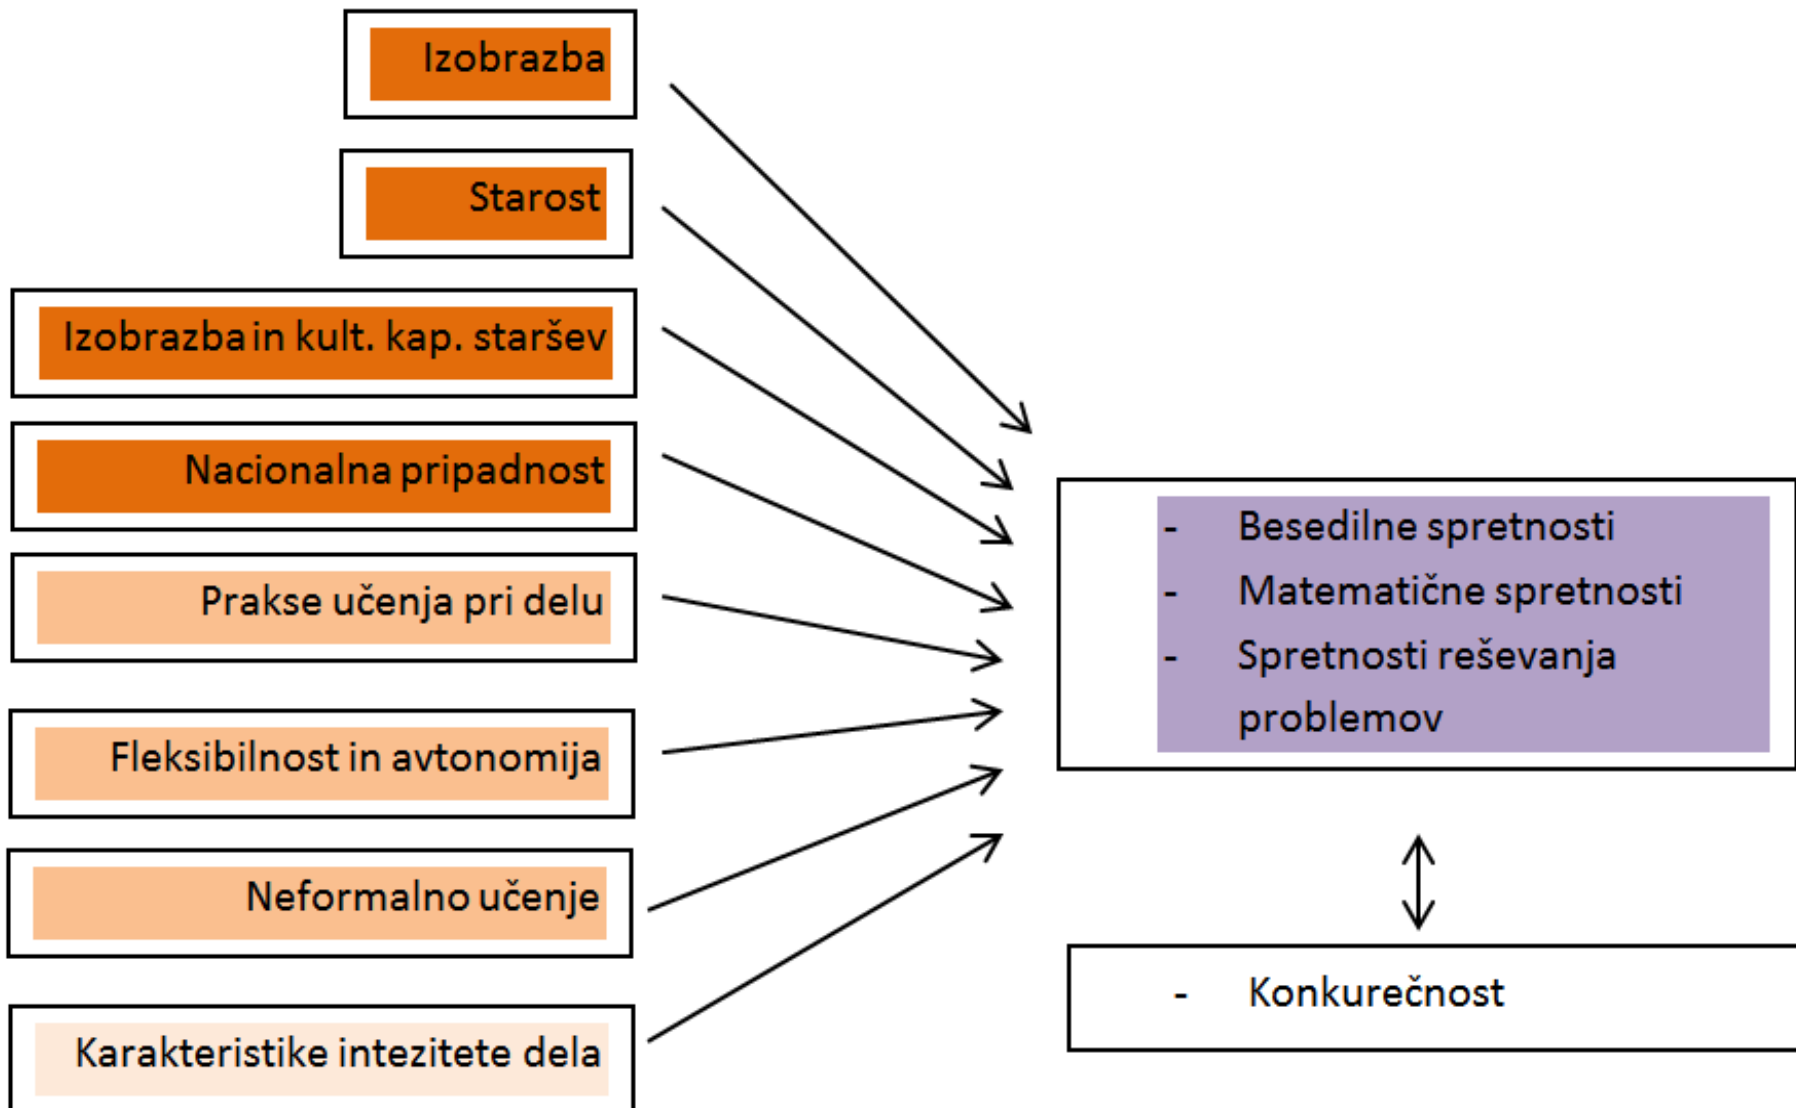 Izobrazba
Starost
Izobrazba in kult. kap. staršev
Nacionalna pripadnost
Prakse učenja pri delu
Fleksibilnost in avtonomija
Neformalno učenje
Karakteristike intezitete dela
- Besedilne spretnosti
- Matematične spretnosti
- Spretnosti reševanja
problemov
- Konkurečnost